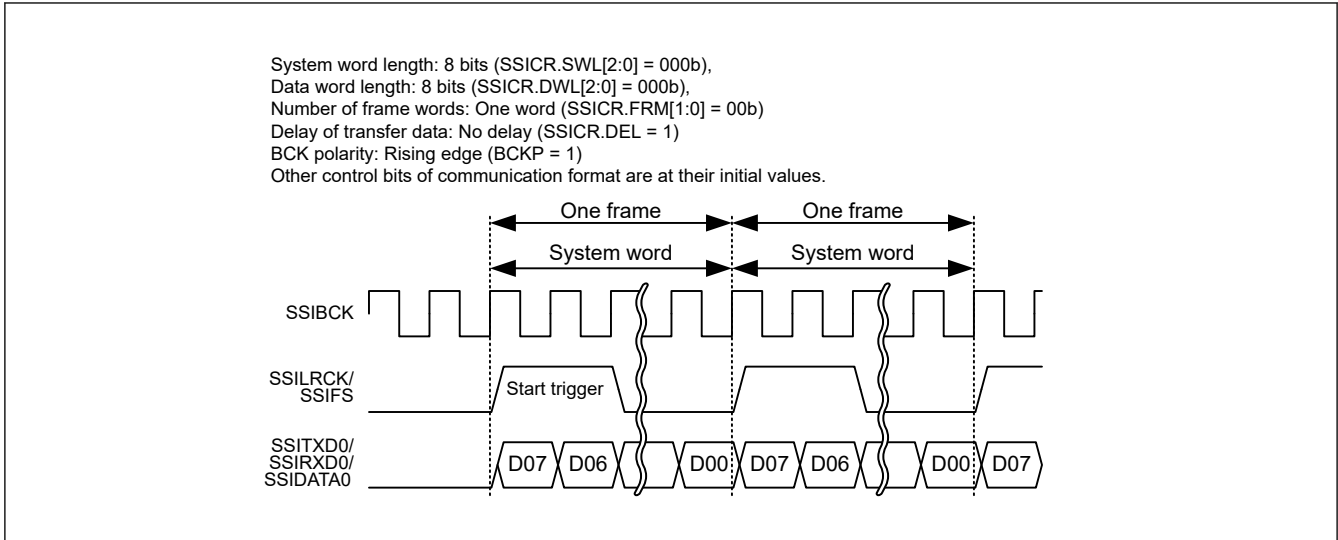 System word length: 8 bits (SSICR.SWL[2:0] = 000b),
Data word length: 8 bits (SSICR.DWL[2:0] = 000b),
Number of frame words: One word (SSICR.FRM[1:0] = 00b)
Delay of transfer data: No delay (SSICR.DEL = 1)
BCK polarity: Rising edge (BCKP = 1)
Other control bits of communication format are at their initial values.
One frame One frame
System word System word
SSIBCK
SSILRCK/
SSIFS
Start trigger
SSITXD0/
SSIRXD0/
SSIDATA0
D07 D06 D00 D07 D06 D00 D07